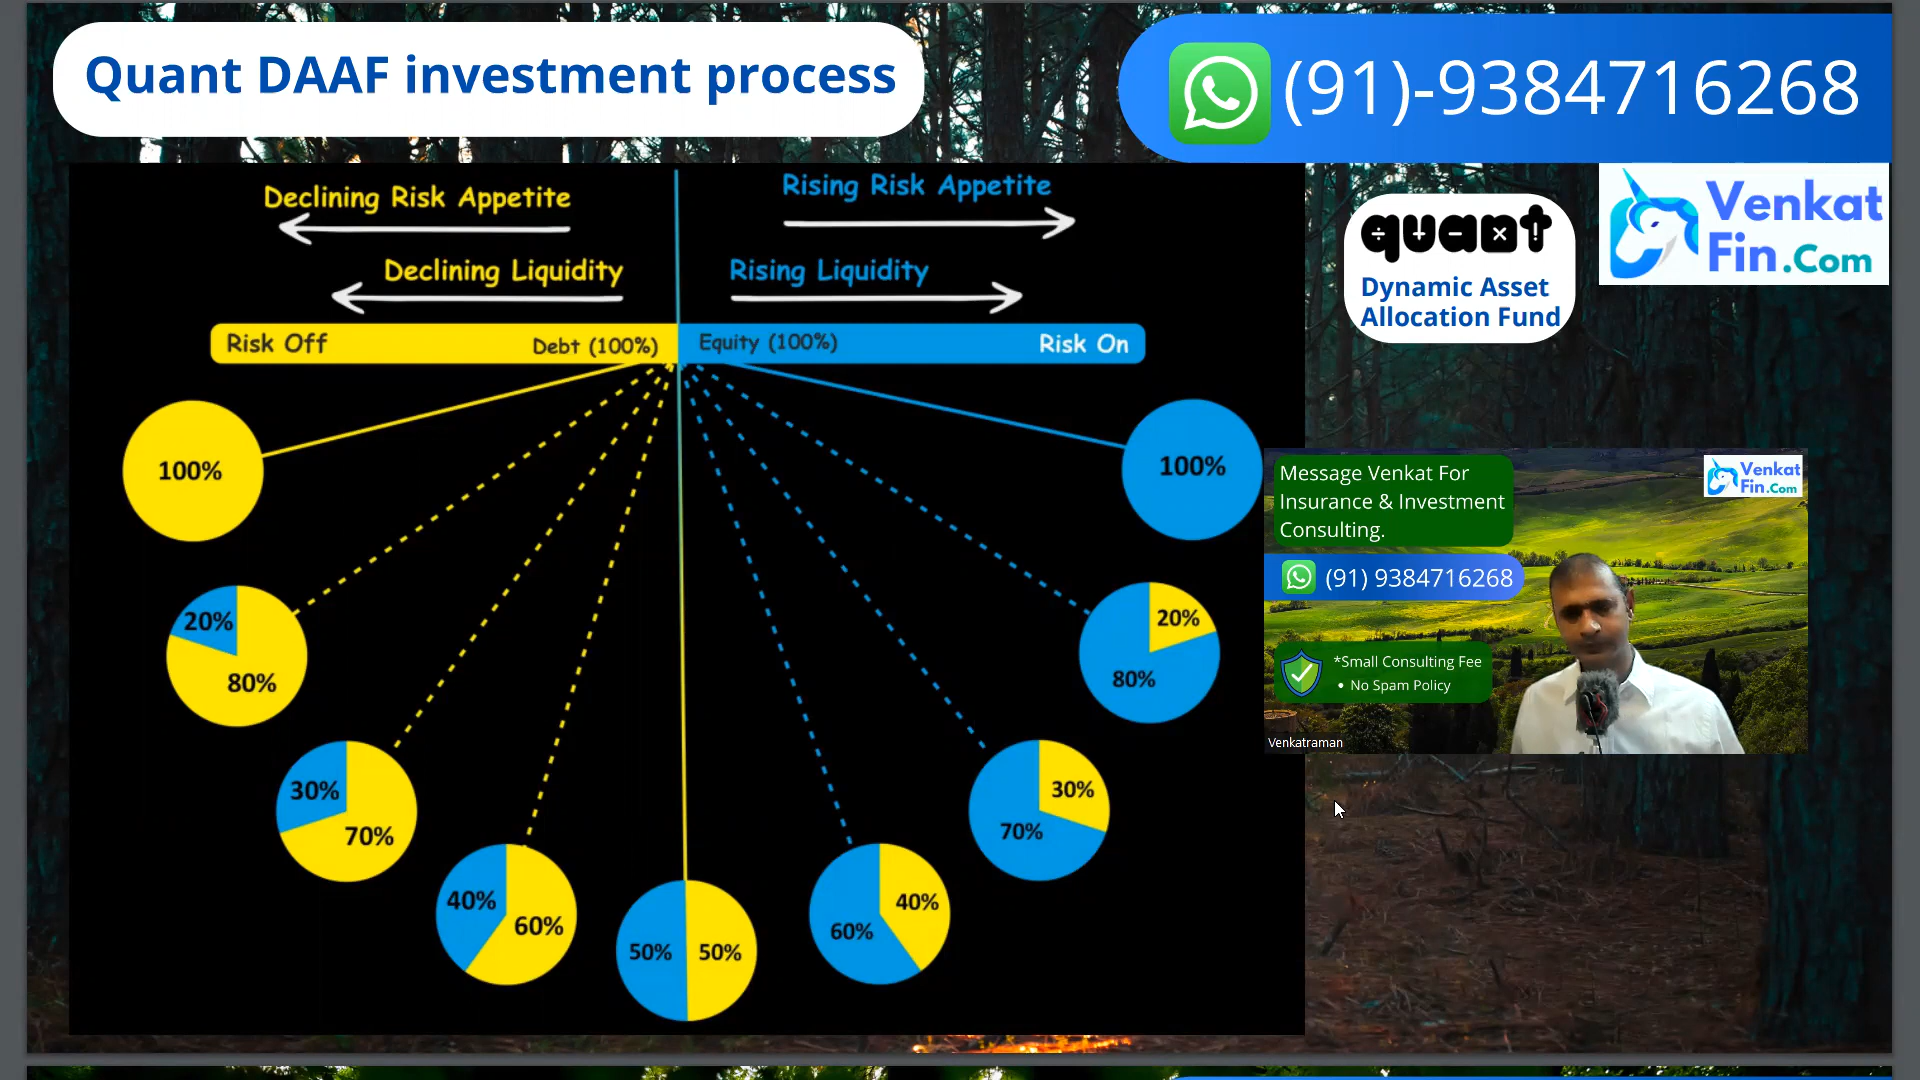 Quant DAAF investment process
(91)-9384716268
Declining Risk Appetite
Rising Risk Appetite
Declining Liquidity
Rising Liquidity
Risk Off
Debt (100%)
Equity (100%)
Risk On
quant
Dynamic Asset
Allocation Fund
Venkat
Fin.Com
100%
100%
20%
80%
20%
80%
30%
70%
30%
70%
40%
60%
50%
50%
40%
60%
Message Venkat For
Insurance & Investment
Consulting.
(91) 9384716268
*Small Consulting Fee
• No Spam Policy
Venkatraman
Venkat
Fin.Com